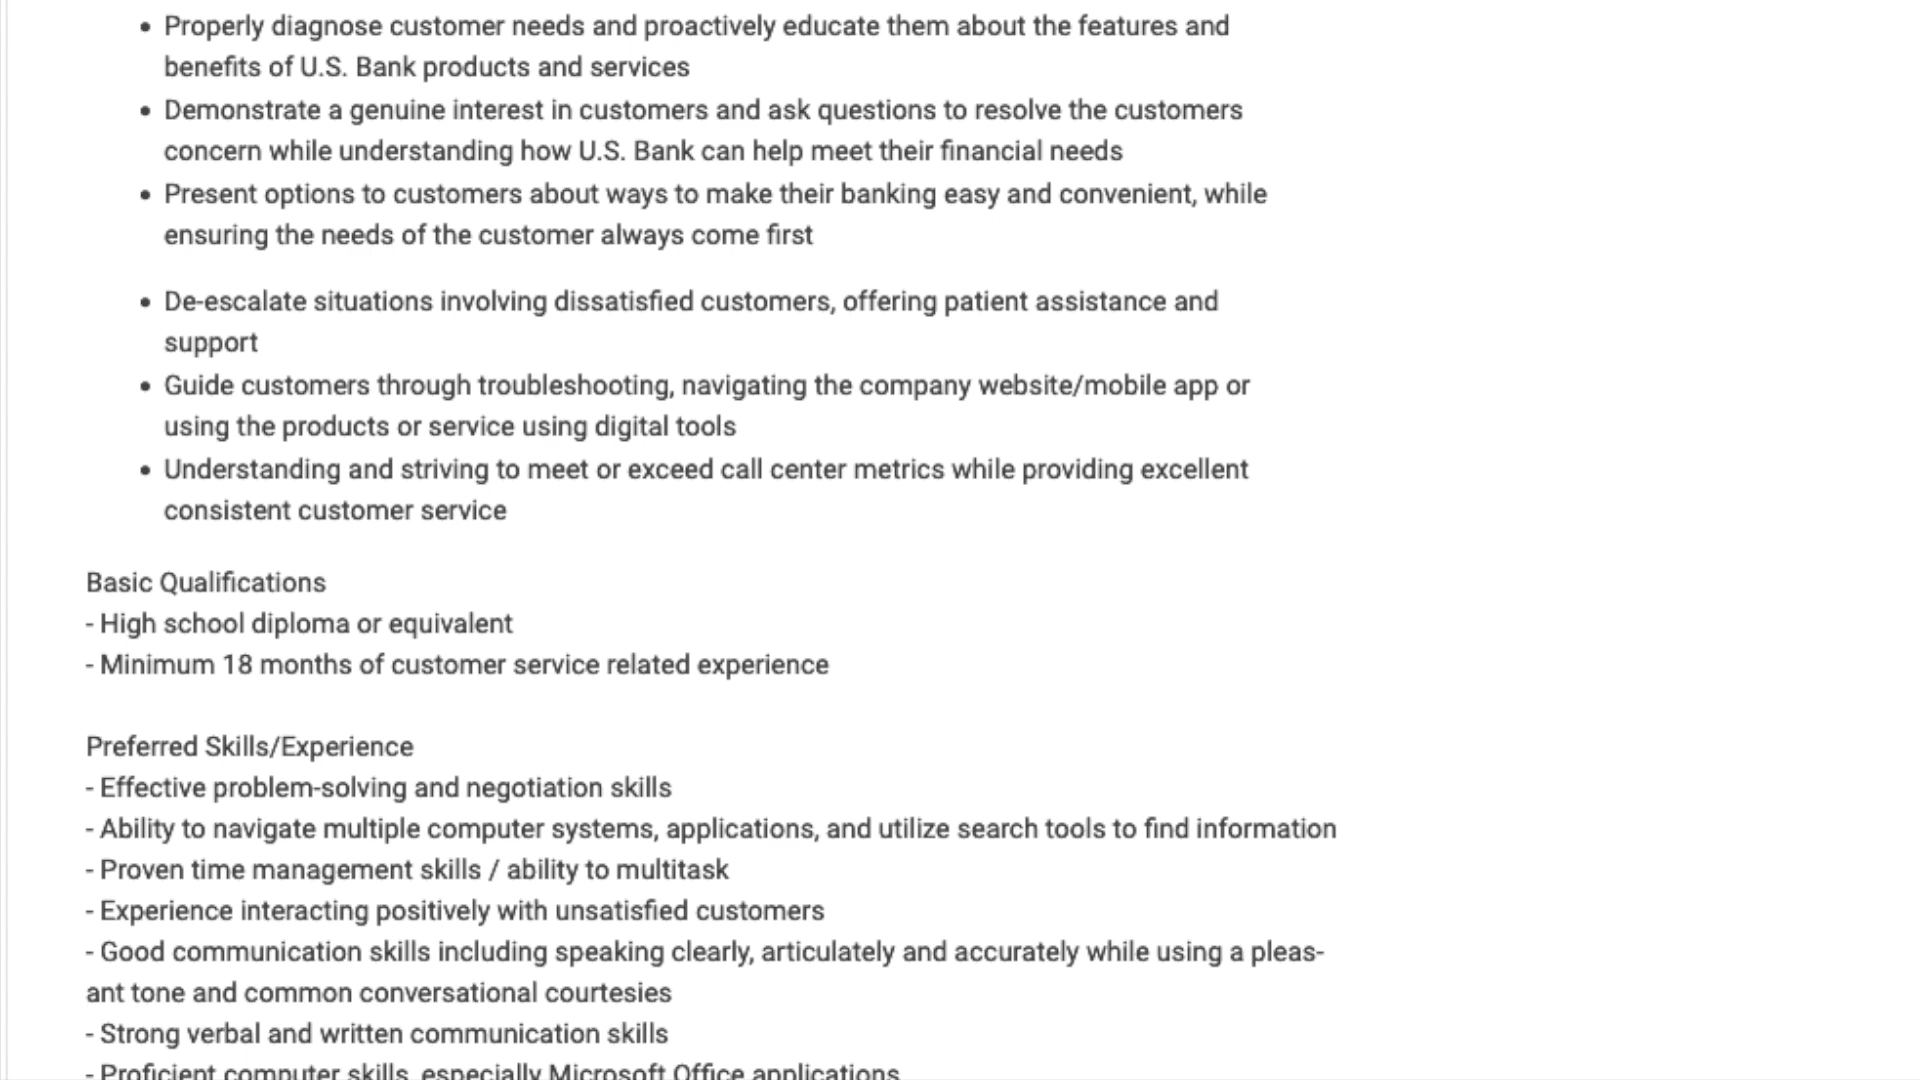 • Properly diagnose customer needs and proactively educate them about the features and
benefits of U.S. Bank products and services
• Demonstrate a genuine interest in customers and ask questions to resolve the customers
concern while understanding how U.S. Bank can help meet their financial needs
• Present options to customers about ways to make their banking easy and convenient, while
ensuring the needs of the customer always come first
• De-escalate situations involving dissatisfied customers, offering patient assistance and
support
• Guide customers through troubleshooting, navigating the company website/mobile app or
using the products or service using digital tools
• Understanding and striving to meet or exceed call center metrics while providing excellent
consistent customer service
Basic Qualifications
- High school diploma or equivalent
- Minimum 18 months of customer service related experience
Preferred Skills/Experience
- Effective problem-solving and negotiation skills
- Ability to navigate multiple computer systems, applications, and utilize search tools to find information
- Proven time management skills / ability to multitask
- Experience interacting positively with unsatisfied customers
- Good communication skills including speaking clearly, articulately and accurately while using a pleas-
ant tone and common conversational courtesies
- Strong verbal and written communication skills
- Proficient computer skills, especially Microsoft Office applications